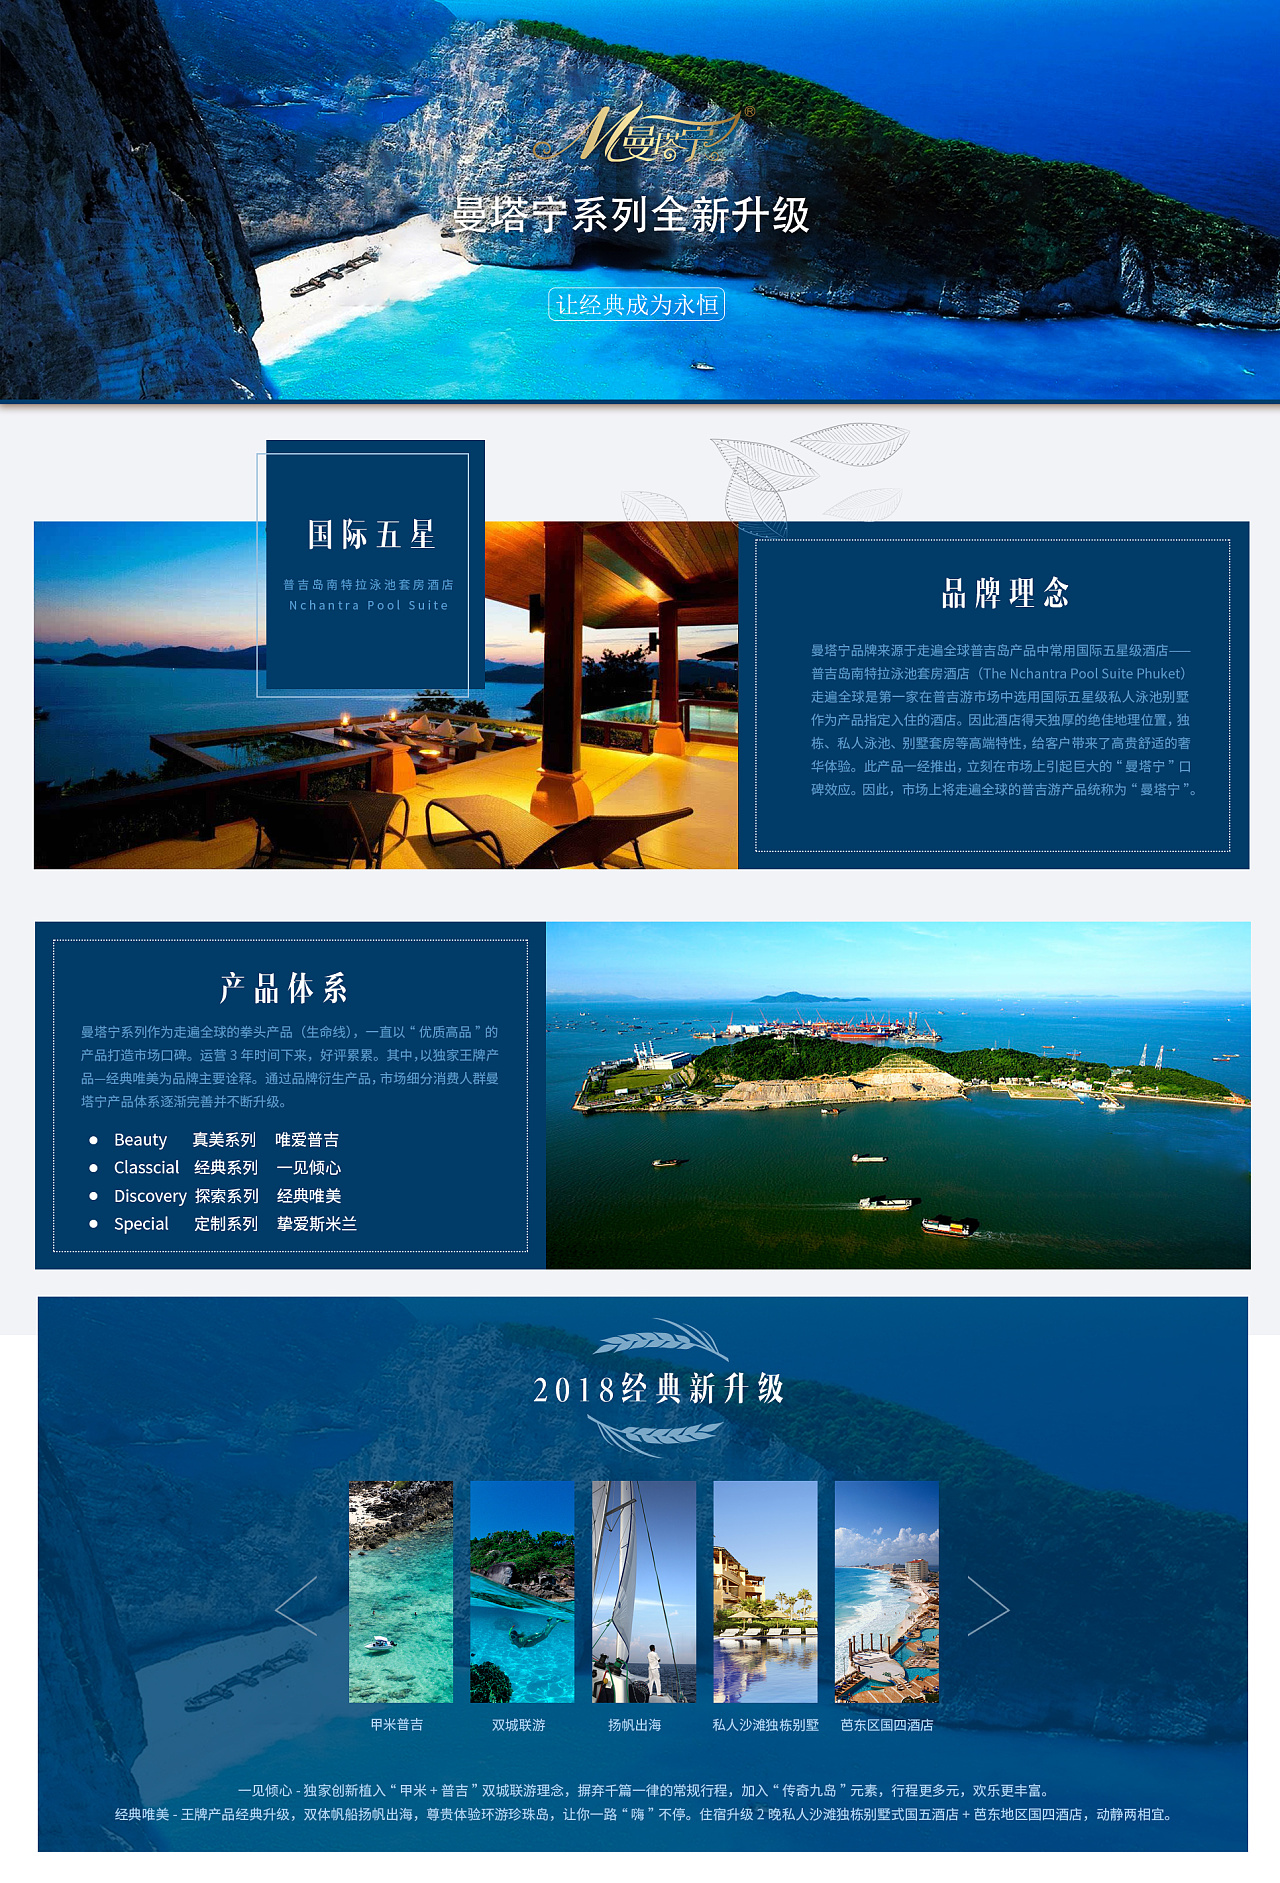 M曼塔宁®
曼塔宁系列全新升级
让经典成为永恒
国际五星
普吉岛南特拉泳池套房酒店
Nchantra Pool Suite
品牌理念
曼塔宁品牌来源于走遍全球普吉岛产品中常用国际五星级酒店——
普吉岛南特拉泳池套房酒店（The Nchantra Pool Suite Phuket）
走遍全球是第一家在普吉游市场中选用国际五星级私人泳池别墅
作为产品指定入住的酒店。因此酒店得天独厚的绝佳地理位置，独
栋、私人泳池、别墅套房等高端特性，给客户带来了高贵舒适的奢
华体验。此产品一经推出，立刻在市场上引起巨大的“曼塔宁”口
碑效应。因此，市场上将走遍全球的普吉游产品统称为“曼塔宁”。
产品体系
曼塔宁系列作为走遍全球的拳头产品（生命线），一直以“优质高品”的
产品打造市场口碑。运营 3 年时间下来，好评累累。其中，以独家王牌产
品—经典唯美为品牌主要诠释。通过品牌衍生产品，市场细分消费人群曼
塔宁产品体系逐渐完善并不断升级。
● Beauty 真美系列 唯爱普吉
● Classcial 经典系列 一见倾心
● Discovery 探索系列 经典唯美
● Special 定制系列 挚爱斯米兰
2018经典新升级
甲米普吉
双城联游
扬帆出海
私人沙滩独栋别墅
芭东区国四酒店
一见倾心 - 独家创新植入“甲米 + 普吉”双城联游理念，摒弃千篇一律的常规行程，加入“传奇九岛”元素，行程更多元，欢乐更丰富。
经典唯美 - 王牌产品经典升级，双体帆船扬帆出海，尊贵体验环游珍珠岛，让你一路“嗨”不停。住宿升级 2 晚私人沙滩独栋别墅式国五酒店 + 芭东地区国四酒店，动静两相宜。